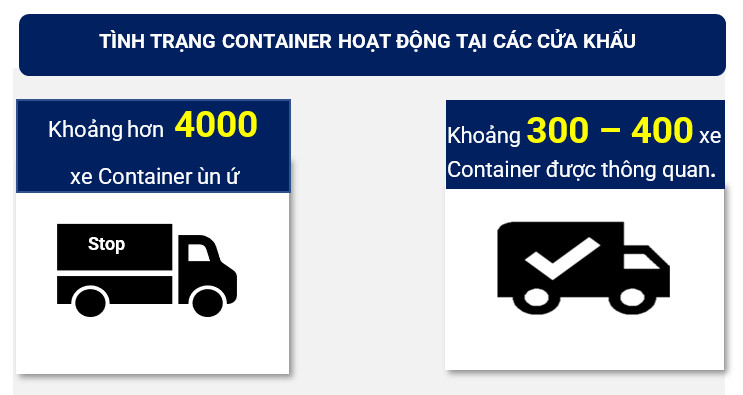 TÌNH TRẠNG CONTAINER HOẠT ĐỘNG TẠI CÁC CỬA KHẨU
Khoảng hơn 4000
xe Container ùn ứ
Stop
Khoảng 300 – 400 xe
Container được thông quan.